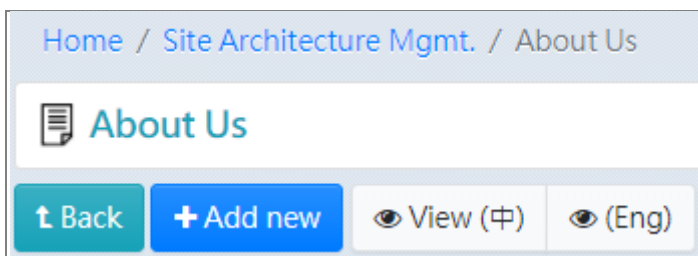 Home / Site Architecture Mgmt. / About Us
About Us
Back Add new View (中) (Eng)